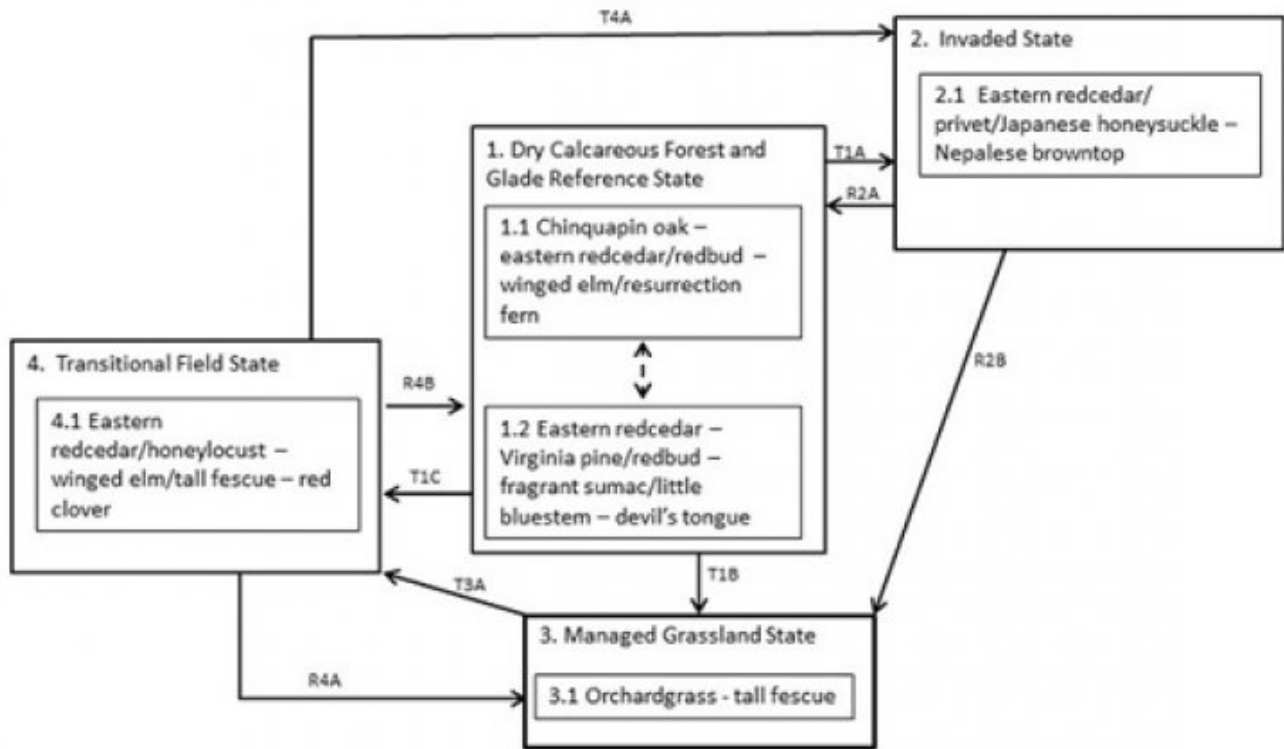 T4A
2. Invaded State
2.1 Eastern redcedar/
privet/Japanese honeysuckle –
Nepalese browntop
1. Dry Calcareous Forest and
Glade Reference State
T1A
R2A
1.1 Chinquapin oak –
eastern redcedar/redbud –
winged elm/resurrection
fern
R2B
4. Transitional Field State
R4B
4.1 Eastern
redcedar/honeylocust –
winged elm/tall fescue – red
clover
1.2 Eastern redcedar –
Virginia pine/redbud –
fragrant sumac/little
bluestem – devil's tongue
T1C
T1B
T3A
3. Managed Grassland State
R4A
3.1 Orchardgrass - tall fescue